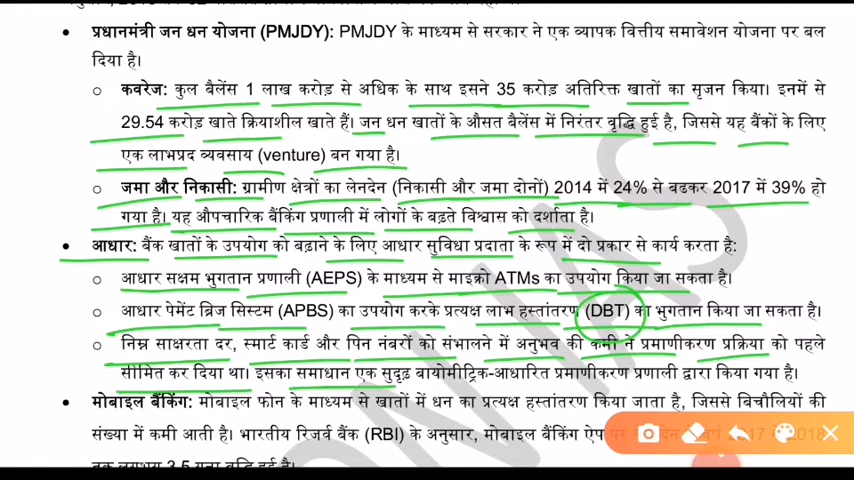 • प्रधानमंत्री जन धन योजना (PMJDY): PMJDY के माध्यम से सरकार ने एक व्यापक वित्तीय समावेशन योजना पर बल
दिया है।
o कवरेज: कुल बैलेंस 1 लाख करोड़ से अधिक के साथ इसने 35 करोड़ अतिरिक्त खातों का सृजन किया। इनमें से
29.54 करोड़ खाते क्रियाशील खाते हैं। जन धन खातों के औसत बैलेंस में निरंतर वृद्धि हुई है, जिससे यह बैंकों के लिए
एक लाभप्रद व्यवसाय (venture) बन गया है।
o जमा और निकासी: ग्रामीण क्षेत्रों का लेनदेन (निकासी और जमा दोनों) 2014 में 24% से बढकर 2017 में 39% हो
गया है। यह औपचारिक बैंकिंग प्रणाली में लोगों के बढ़ते विश्वास को दर्शाता है।
• आधार: बैंक खातों के उपयोग को बढ़ाने के लिए आधार सुविधा प्रदाता के रूप में दो प्रकार से कार्य करता है:
o आधार सक्षम भुगतान प्रणाली (AEPS) के माध्यम से माइक्रो ATMs का उपयोग किया जा सकता है।
o आधार पेमेंट ब्रिज सिस्टम (APBS) का उपयोग करके प्रत्यक्ष लाभ हस्तांतरण (DBT) का भुगतान किया जा सकता है।
o निम्न साक्षरता दर, स्मार्ट कार्ड और पिन नंबरों को संभालने में अनुभव की कमी ने प्रमाणीकरण प्रक्रिया को पहले
सीमित कर दिया था। इसका समाधान एक सुदृढ़ बायोमीट्रिक-आधारित प्रमाणीकरण प्रणाली द्वारा किया गया है।
• मोबाइल बैंकिंग: मोबाइल फोन के माध्यम से खातों में धन का प्रत्यक्ष हस्तांतरण किया जाता है, जिससे बिचौलियों की
संख्या में कमी आती है। भारतीय रिजर्व बैंक (RBI) के अनुसार, मोबाइल बैंकिंग ऐप